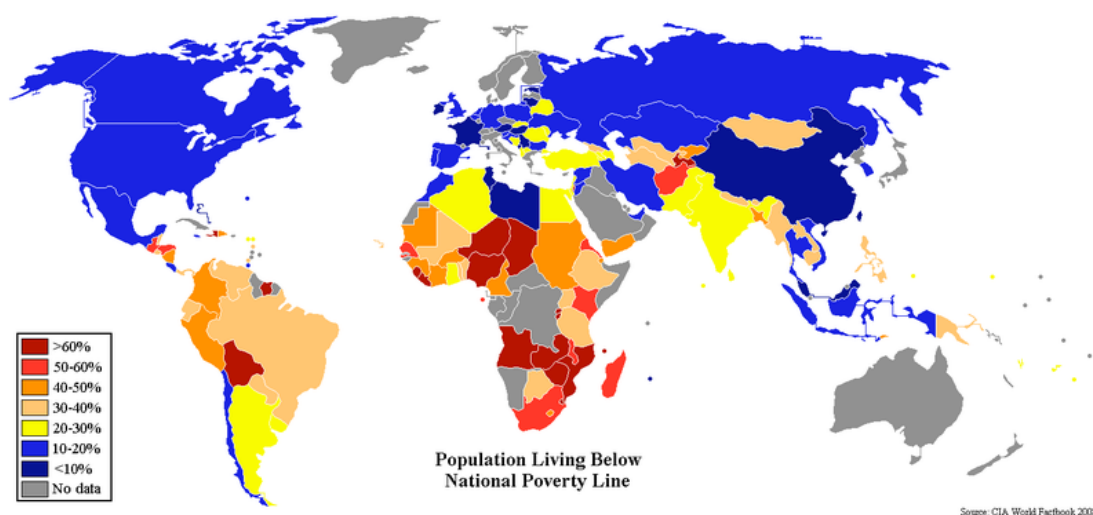 >60%
50-60%
40-50%
30-40%
20-30%
10-20%
<10%
No data
Population Living Below
National Poverty Line
Source: CIA World Factbook